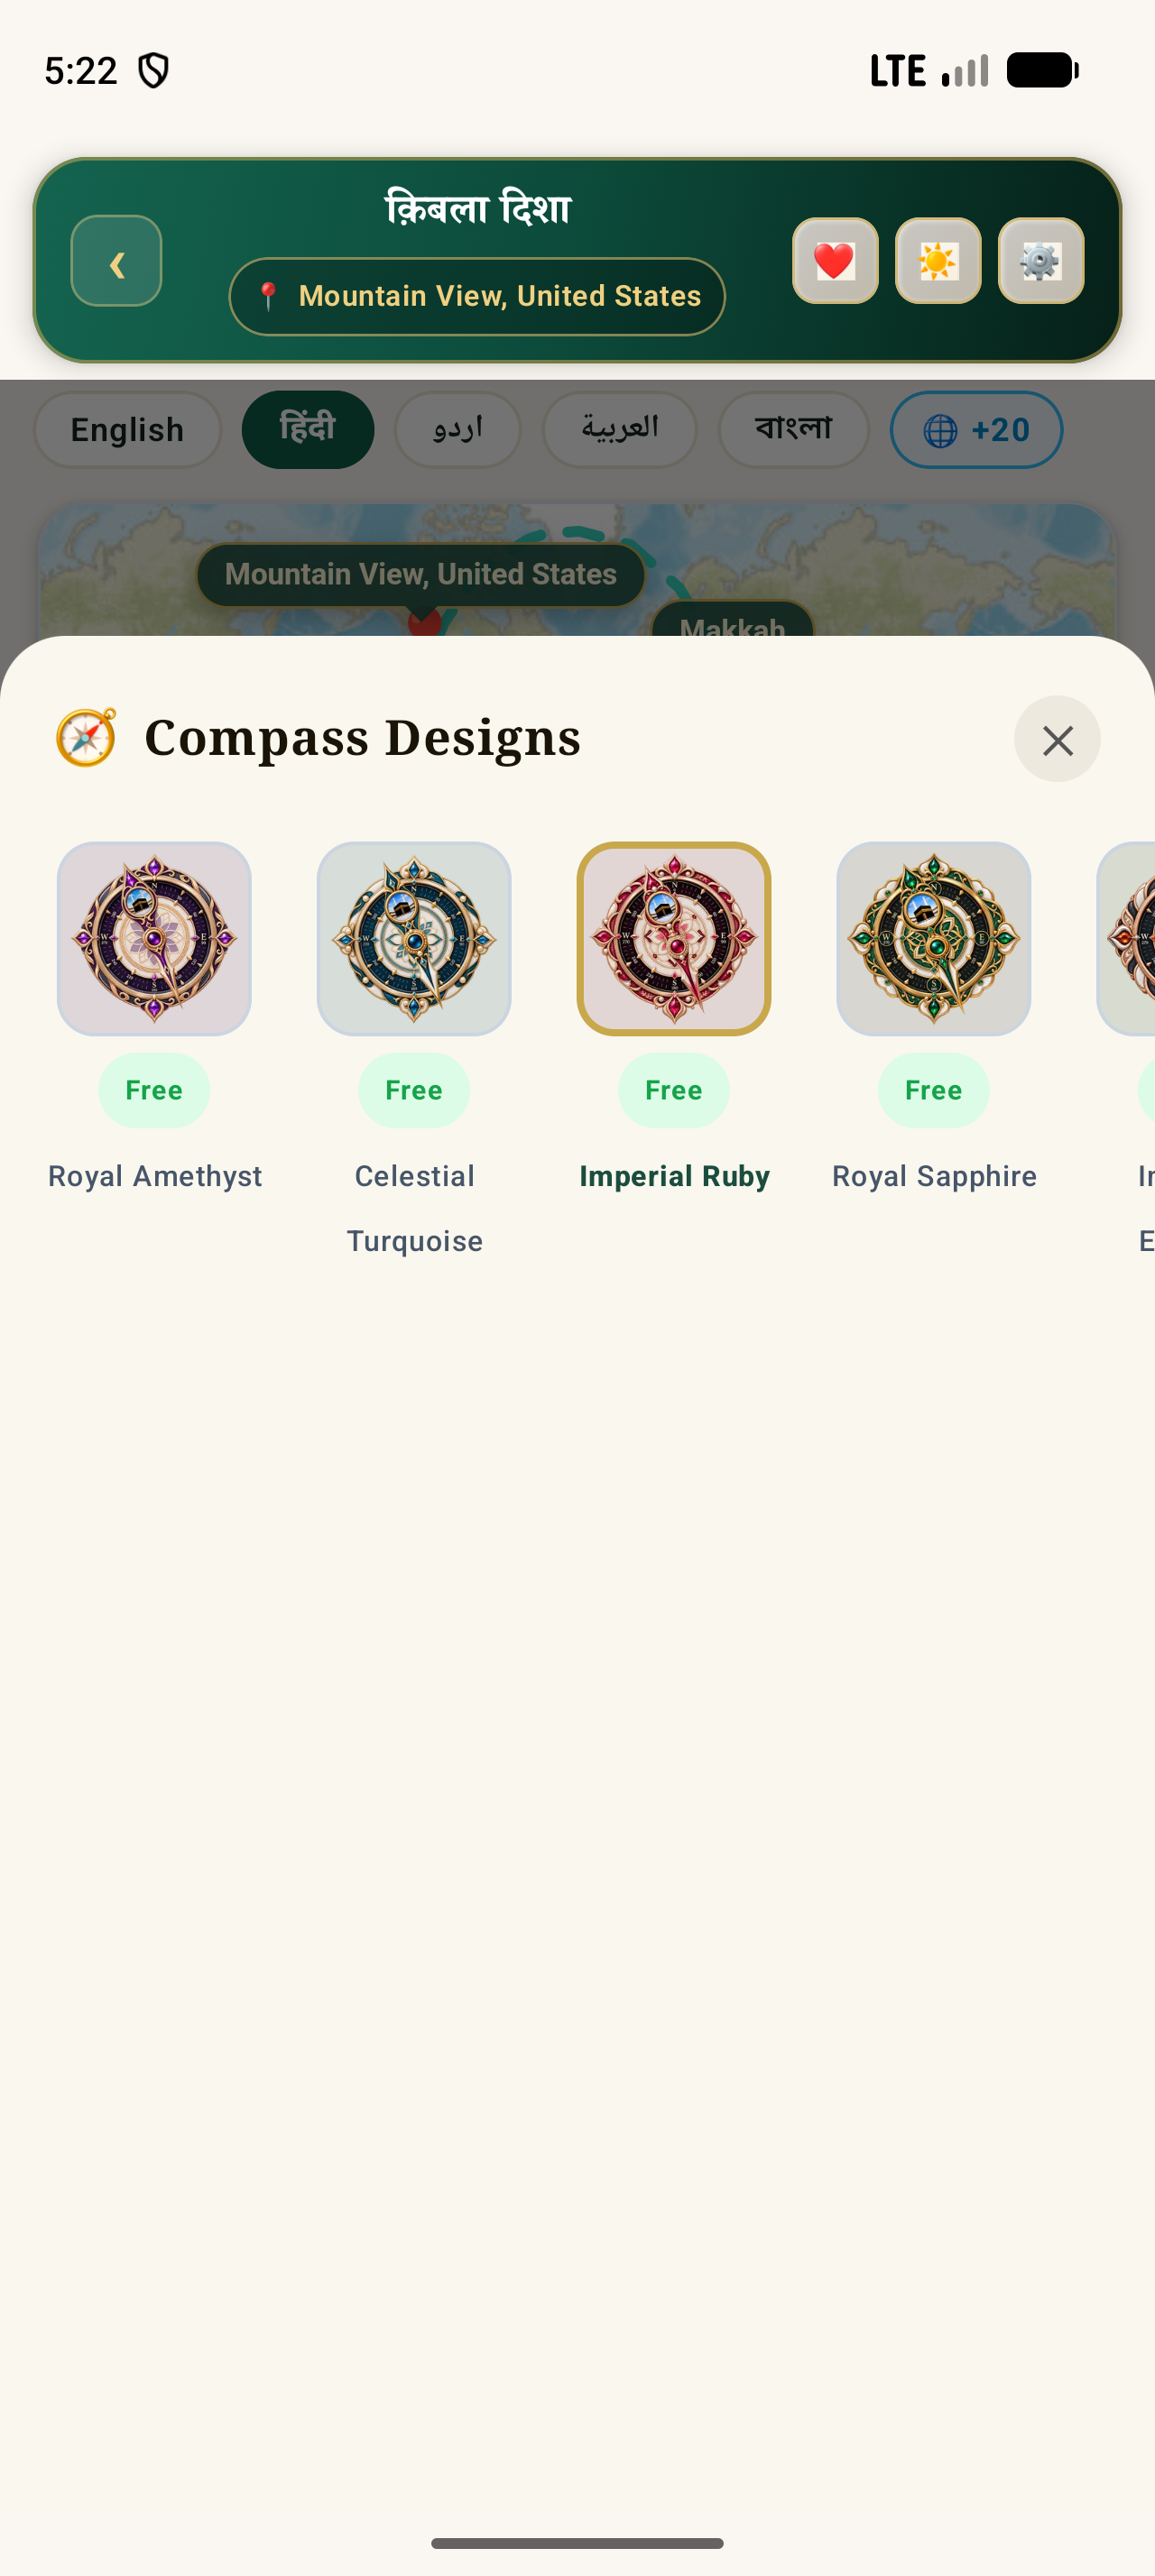 5:22
LTE
क़िबला दिशा
Mountain View, United States
English
हिंदी
اردو
العربية
বাংলা
+20
Mountain View, United States
Makkah
Compass Designs
Free
Free
Free
Free
Royal Amethyst
Celestial
Turquoise
Imperial Ruby
Royal Sapphire